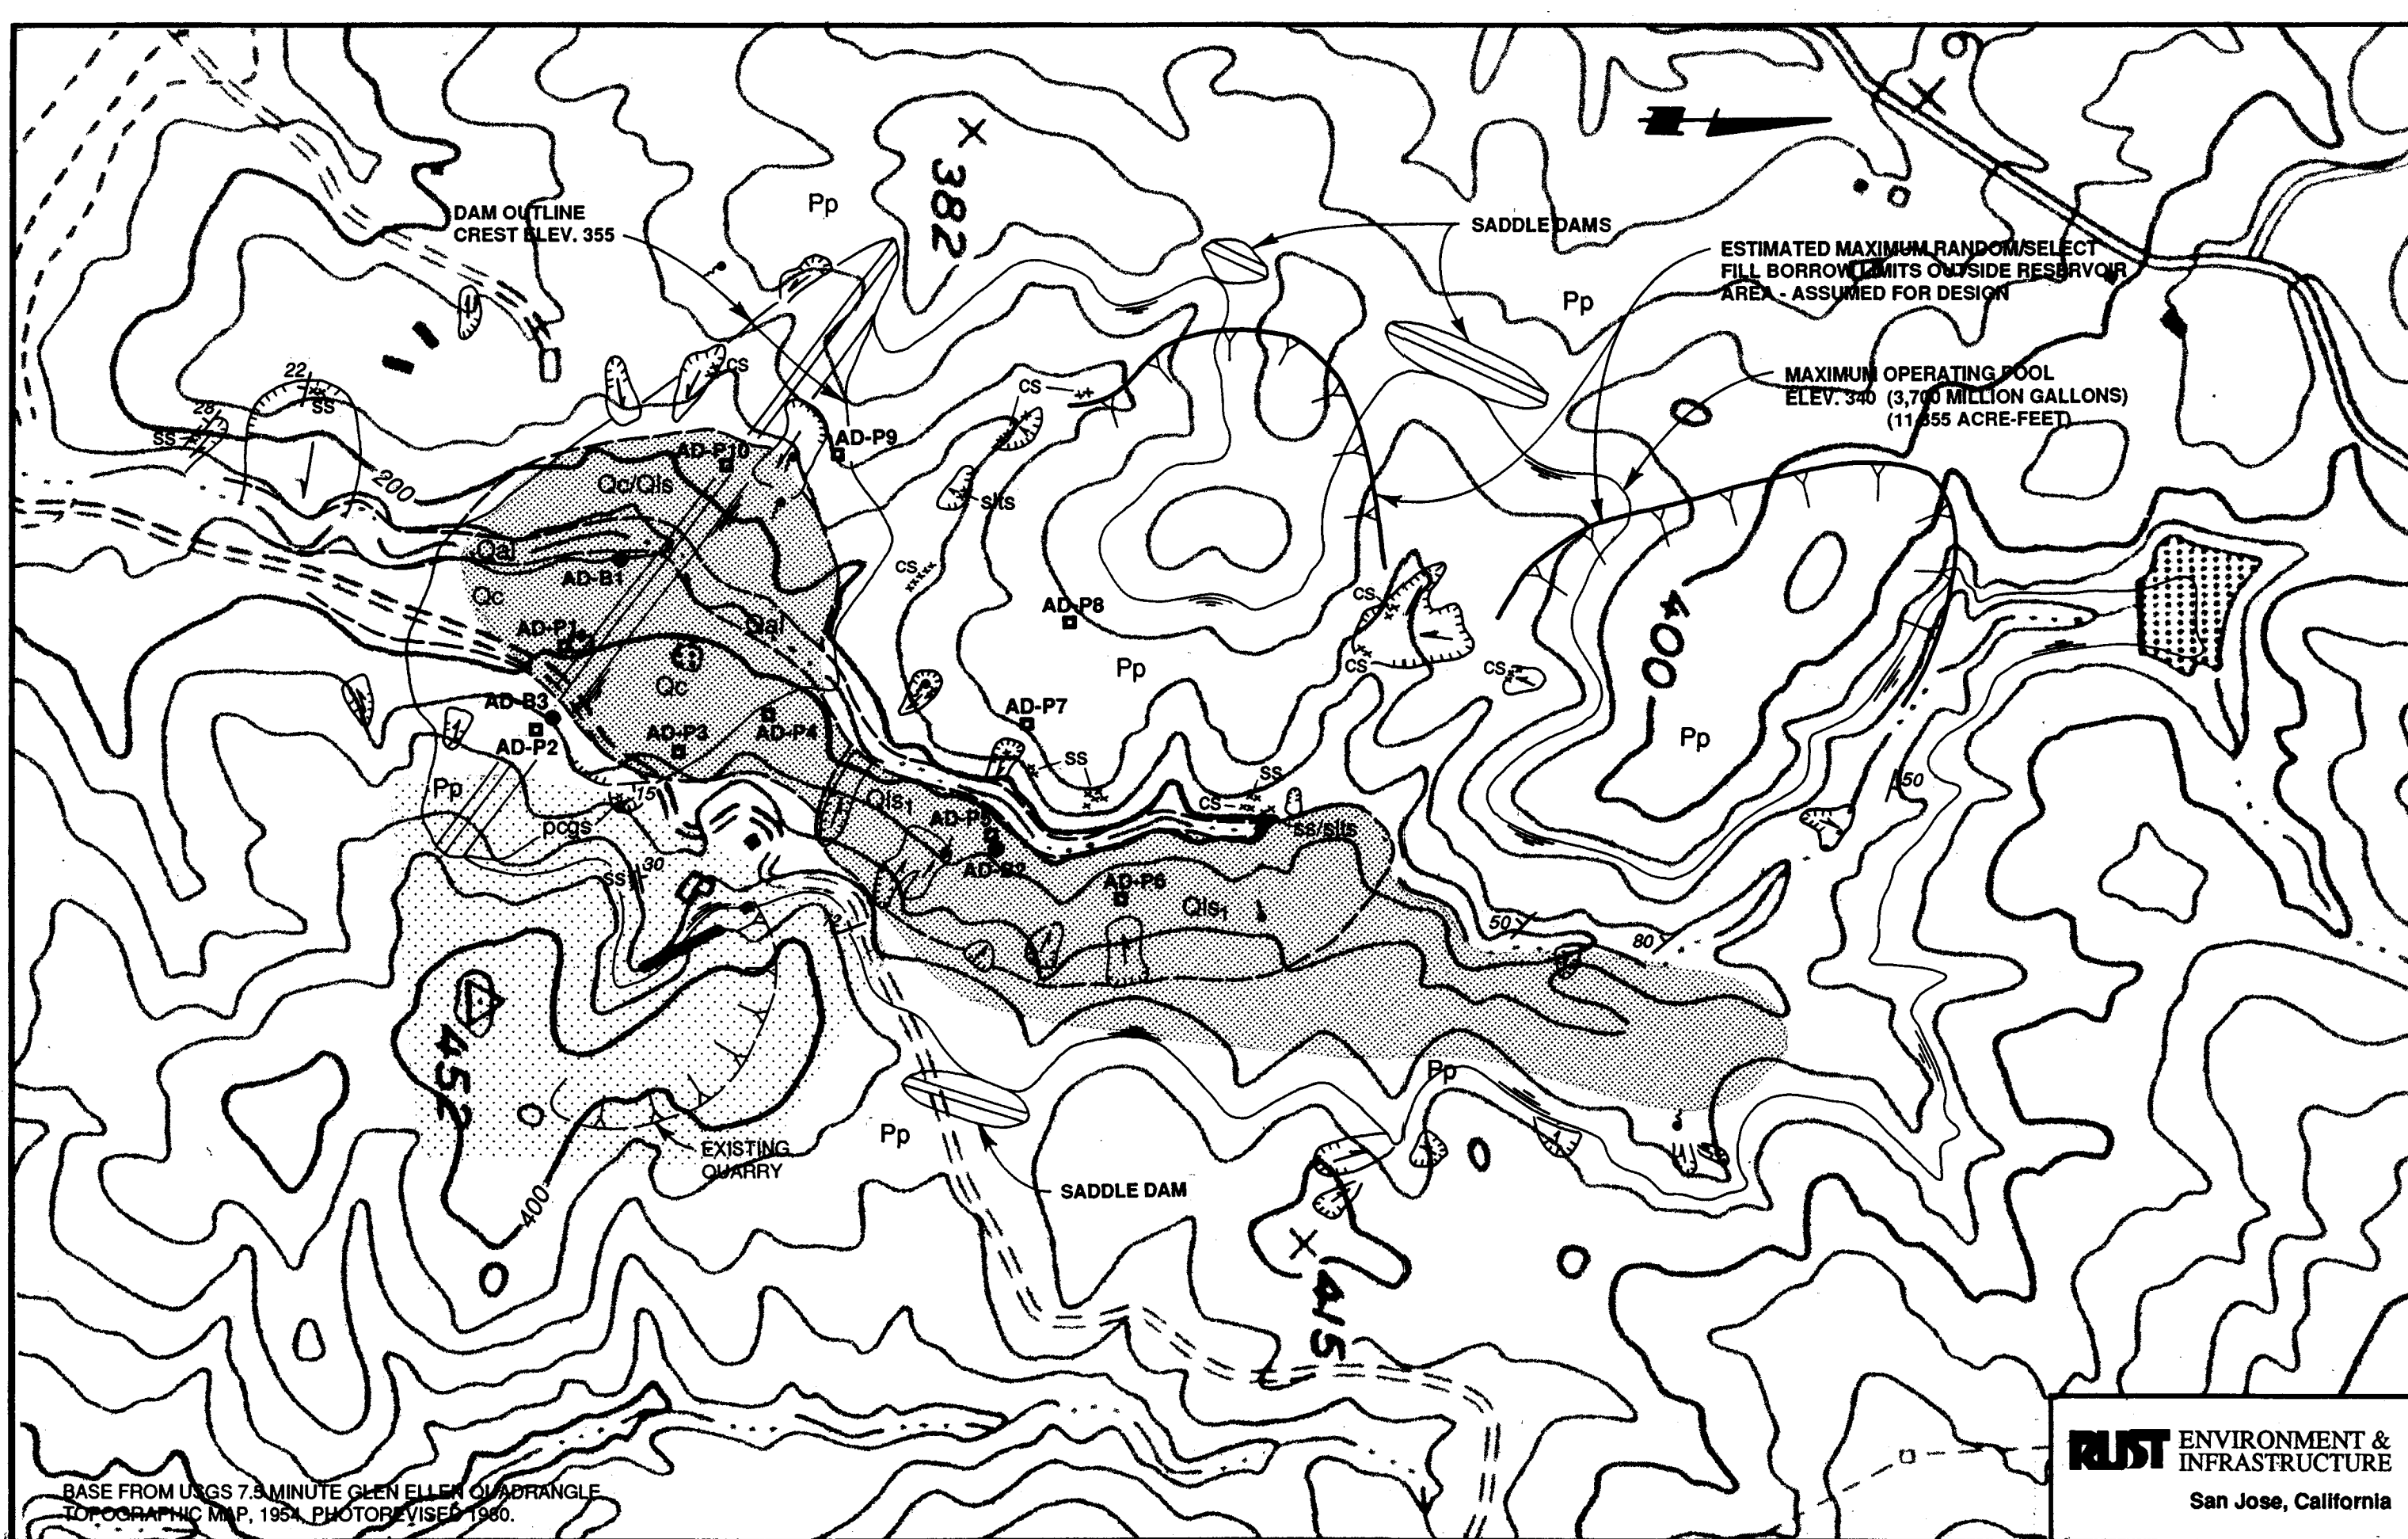 6
382
Pp
DAM OUTLINE
CREST ELEV. 355
SADDLE DAMS
ESTIMATED MAXIMUM RANDOM/SELECT
FILL BORROW LIMITS OUTSIDE RESERVOIR
AREA - ASSUMED FOR DESIGN
Pp
MAXIMUM OPERATING POOL
ELEV. 340 (3,700 MILLION GALLONS)
(11,355 ACRE-FEET)
22
ss
28
ss
cs
cs
200
AD-P10
AD-P9
Qc/Qls
slts
Qal
AD-B1
cs
Qc
AD-P1
Qal
AD-P8
cs
cs
cs
400
Pp
Pp
Qc
AD-B3
AD-P2
AD-P3
AD-P4
AD-P7
ss
ss
50
Pp
15
pcgs
Qls1
AD-P5
cs
ss/slts
AD-B2
30
ss
AD-P6
Qls1
50
80
452
Pp
Pp
EXISTING
QUARRY
400
SADDLE DAM
415
BASE FROM USGS 7.5 MINUTE GLEN ELLEN QUADRANGLE
TOPOGRAPHIC MAP, 1954, PHOTOREVISED 1980.
RUST ENVIRONMENT &
INFRASTRUCTURE
San Jose, California